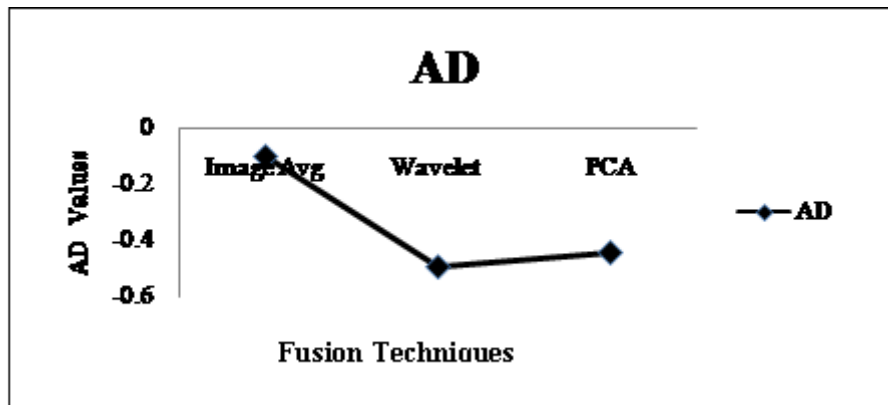 AD
0
Image Avg Wavelet PCA
-0.2
-0.4
-0.6
AD Values
AD
Fusion Techniques